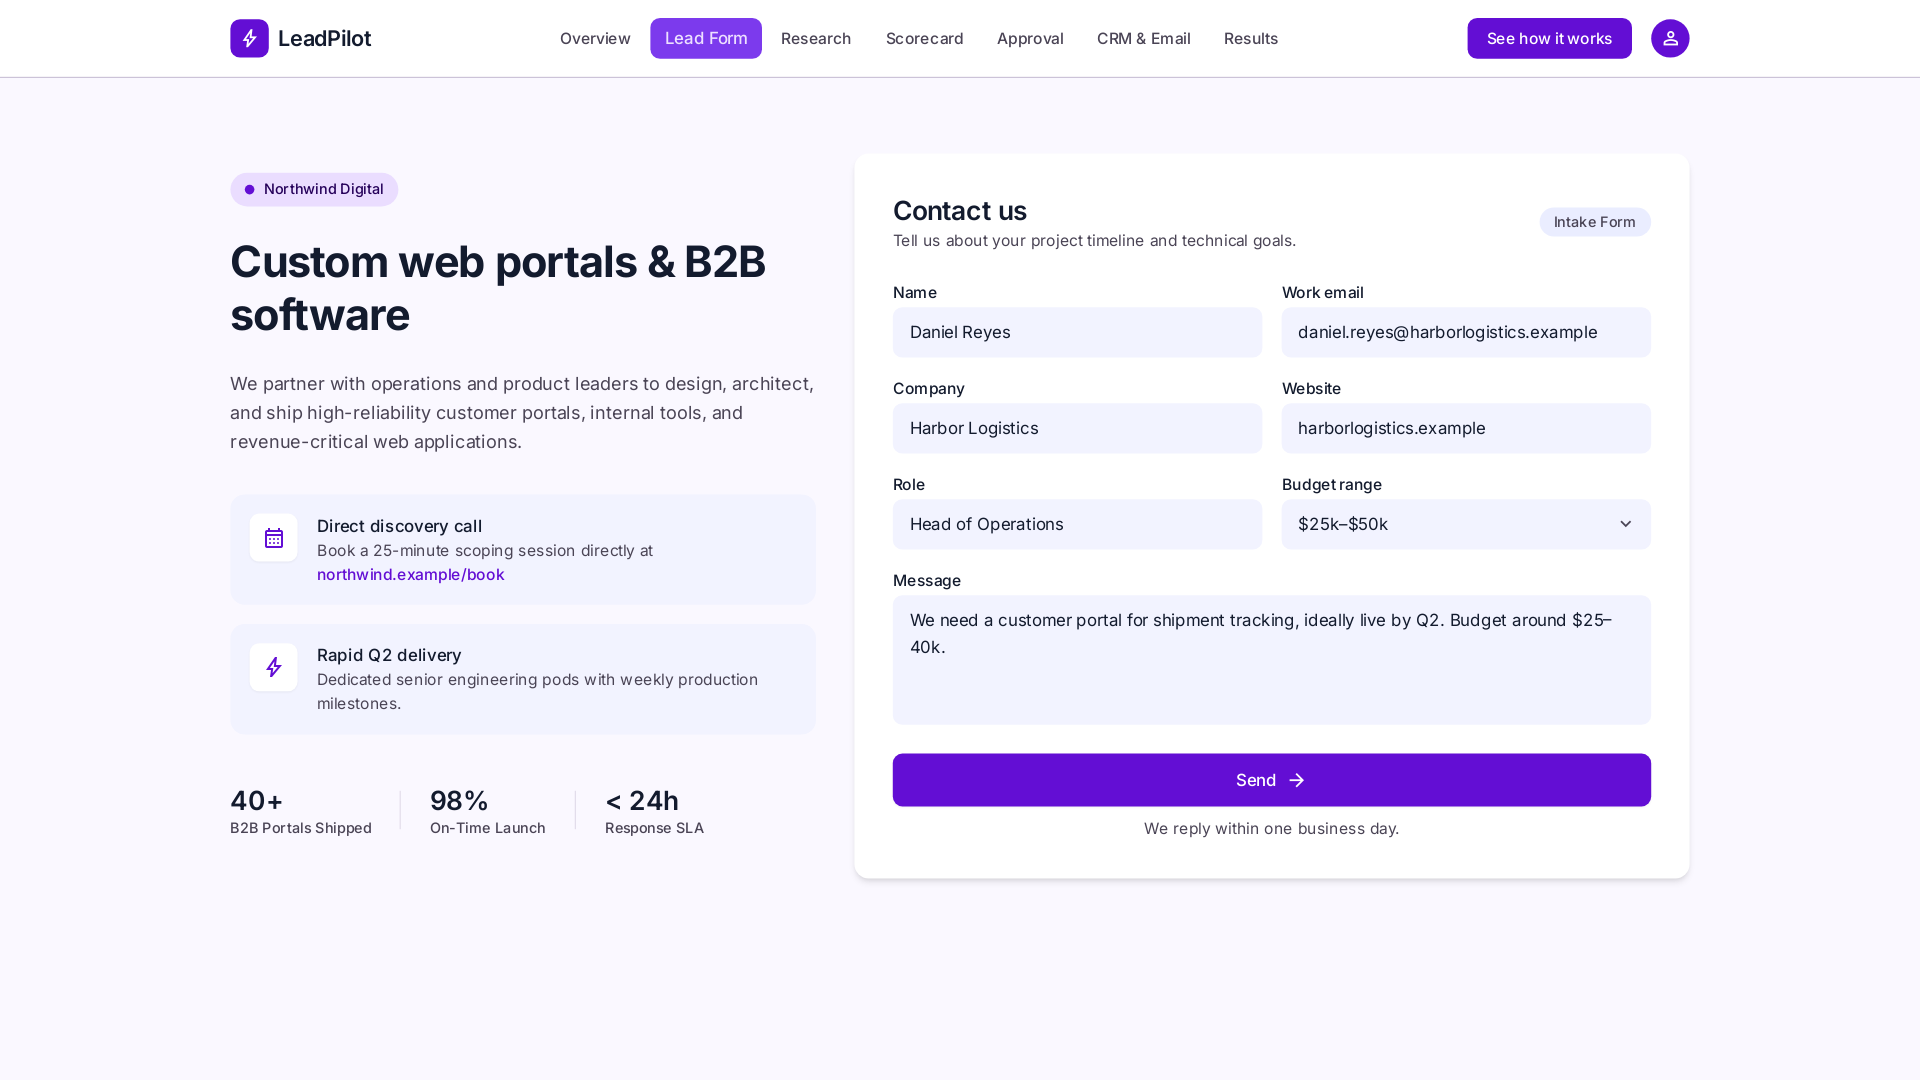 LeadPilot
Overview
Lead Form
Research
Scorecard
Approval
CRM & Email
Results
See how it works
Northwind Digital
Custom web portals & B2B
software
We partner with operations and product leaders to design, architect,
and ship high-reliability customer portals, internal tools, and
revenue-critical web applications.
Direct discovery call
Book a 25-minute scoping session directly at
northwind.example/book
Rapid Q2 delivery
Dedicated senior engineering pods with weekly production
milestones.
40+
B2B Portals Shipped
98%
On-Time Launch
< 24h
Response SLA
Contact us
Tell us about your project timeline and technical goals.
Intake Form
Name
Daniel Reyes
Work email
daniel.reyes@harborlogistics.example
Company
Harbor Logistics
Website
harborlogistics.example
Role
Head of Operations
Budget range
$25k–$50k
Message
We need a customer portal for shipment tracking, ideally live by Q2. Budget around $25–
40k.
Send
We reply within one business day.